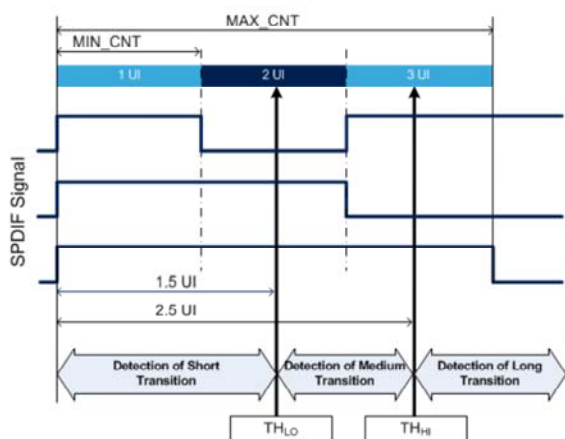 MAX_CNT
MIN_CNT
1 UI
2 UI
3 UI
SPDIF Signal
1.5 UI
2.5 UI
Detection of Short
Transition
Detection of Medium
Transition
Detection of Long
Transition
TH_LO
TH_HI